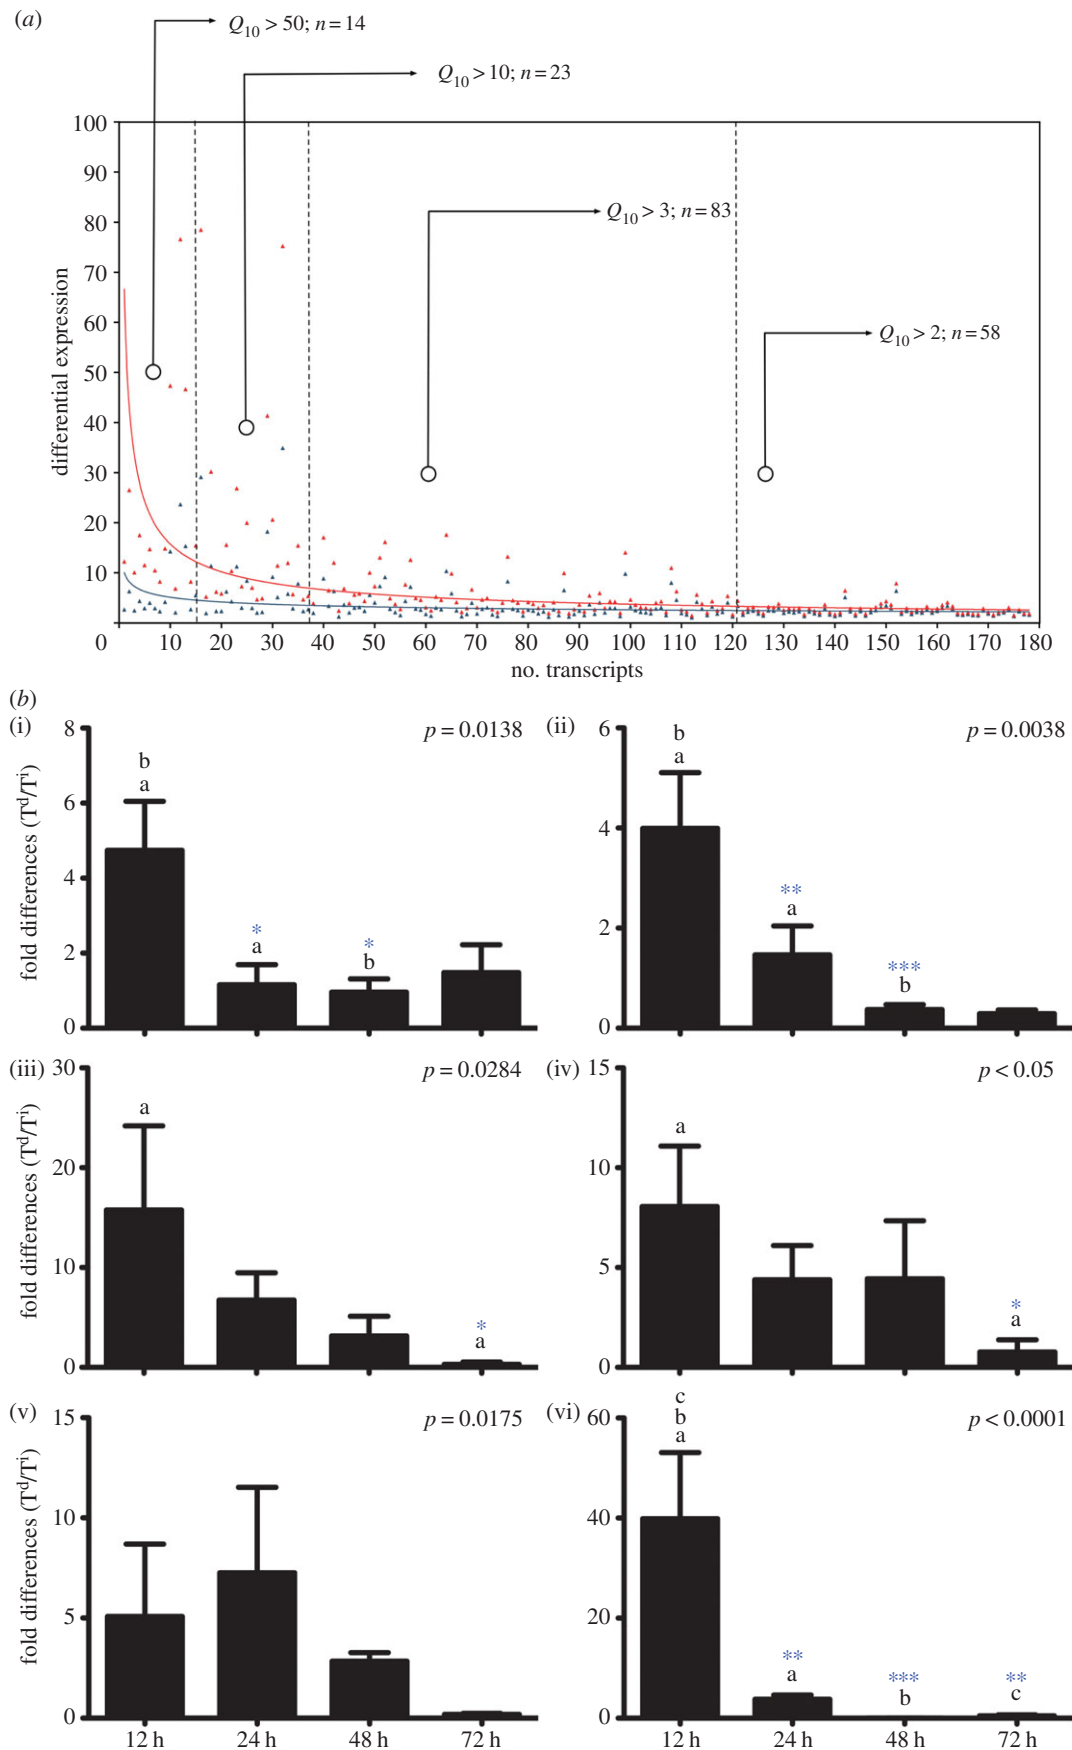 (a)
Q10 > 50; n = 14
Q10 > 10; n = 23
Q10 > 3; n = 83
Q10 > 2; n = 58
differential expression
100
90
80
70
60
50
40
30
20
10
0 10 20 30 40 50 60 70 80 90 100 110 120 130 140 150 160 170 180
no. transcripts
(b)
(i)
p = 0.0138
fold differences (Td/Ti)
8
6
4
2
0
b
a
*
a
*
b
(ii)
p = 0.0038
6
4
2
0
b
a
**
a
***
b
(iii)
p = 0.0284
fold differences (Td/Ti)
30
20
10
0
a
*
a
(iv)
p < 0.05
15
10
5
0
a
*
a
(v)
p = 0.0175
fold differences (Td/Ti)
15
10
5
0
12 h 24 h 48 h 72 h
(vi)
p < 0.0001
60
40
20
0
c
b
a
**
a
***
b
**
c
12 h 24 h 48 h 72 h